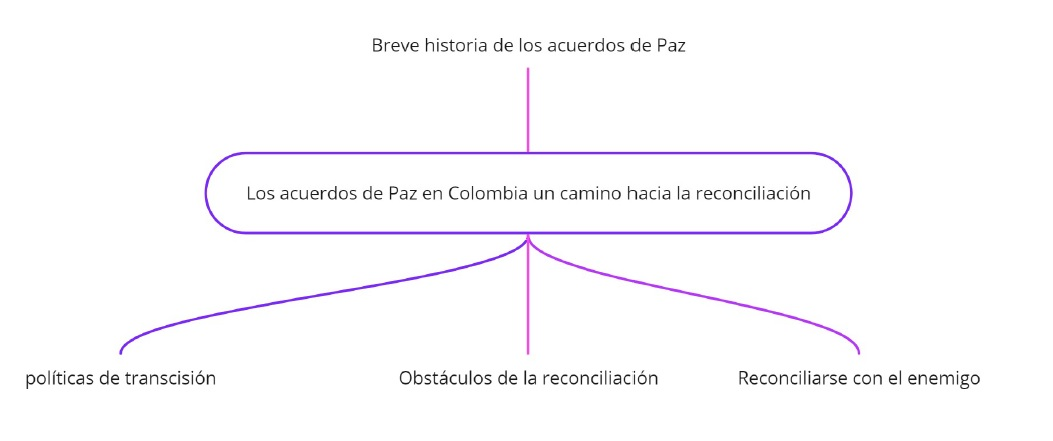 Breve historia de los acuerdos de Paz
Los acuerdos de Paz en Colombia un camino hacia la reconciliación
políticas de transcisión
Obstáculos de la reconciliación
Reconciliarse con el enemigo